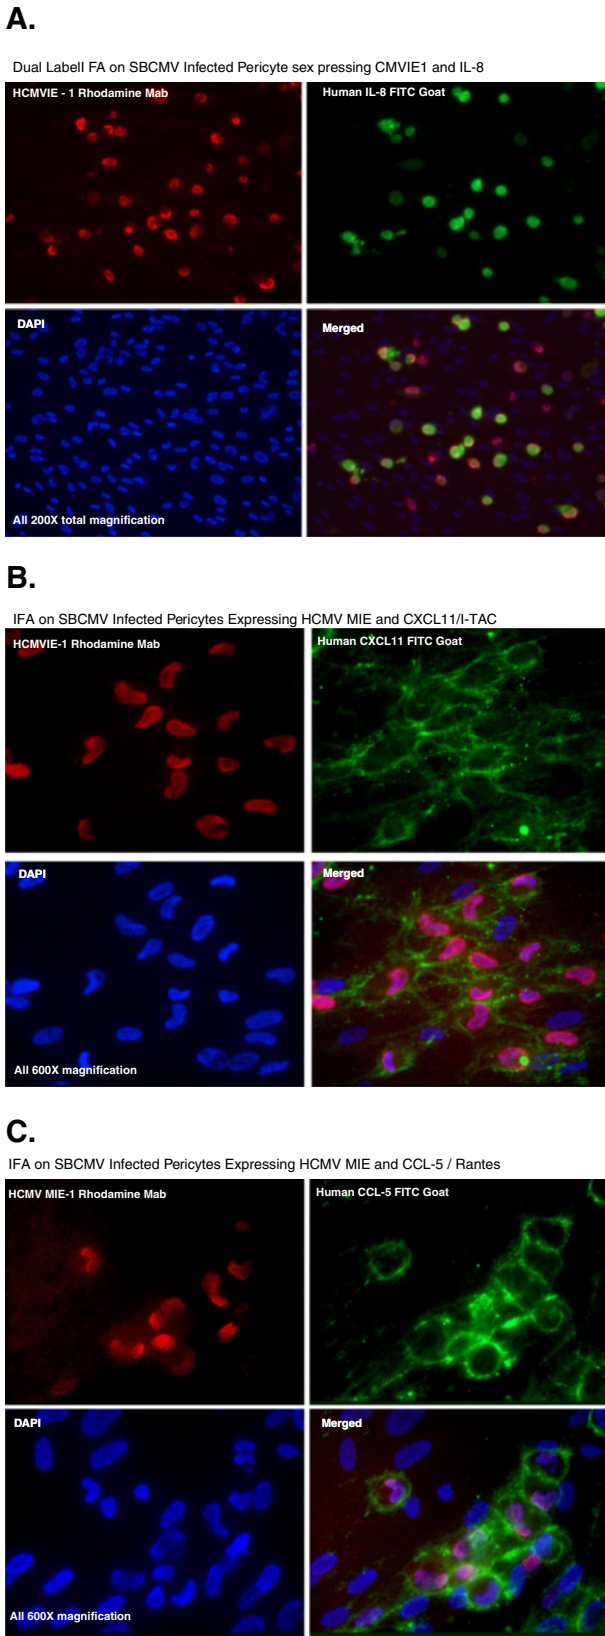 A.
Dual Labell FA on SBCMV Infected Pericyte sex pressing CMVIE1 and IL-8
HCMVIE - 1 Rhodamine Mab
Human IL-8 FITC Goat
DAPI
Merged
All 200X total magnification
B.
IFA on SBCMV Infected Pericytes Expressing HCMV MIE and CXCL11/I-TAC
HCMVIE-1 Rhodamine Mab
Human CXCL11 FITC Goat
DAPI
Merged
All 600X magnification
C.
IFA on SBCMV Infected Pericytes Expressing HCMV MIE and CCL-5 / Rantes
HCMV MIE-1 Rhodamine Mab
Human CCL-5 FITC Goat
DAPI
Merged
All 600X magnification